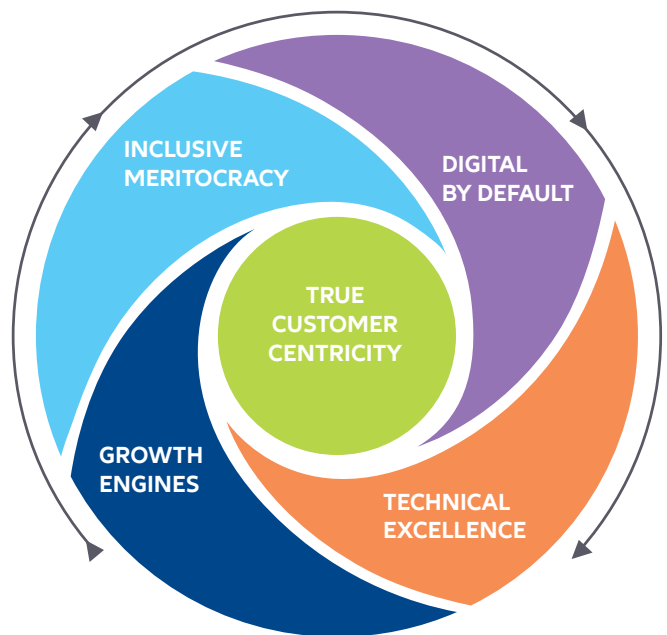 INCLUSIVE
MERITOCRACY
DIGITAL
BY DEFAULT
TRUE
CUSTOMER
CENTRICITY
GROWTH
ENGINES
TECHNICAL
EXCELLENCE